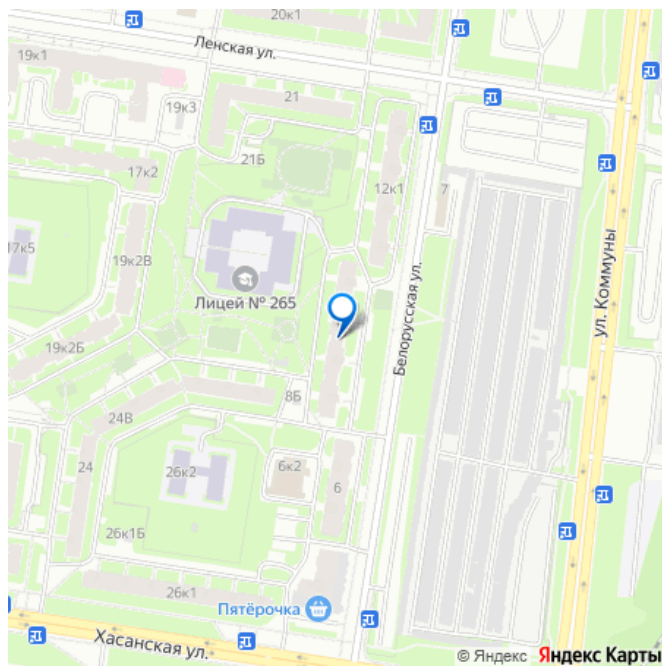 20к1
Ленская ул.
19к1
21
19к3
21Б
17к2
12к1
7
17к5
19к2В
Лицей № 265
Белорусская ул.
ул. Коммуны
19к2Б
8Б
24В
24
26к2
6к2
6
26к1Б
26к1
Пятёрочка
Хасанская ул.
© Яндекс Яндекс Карты